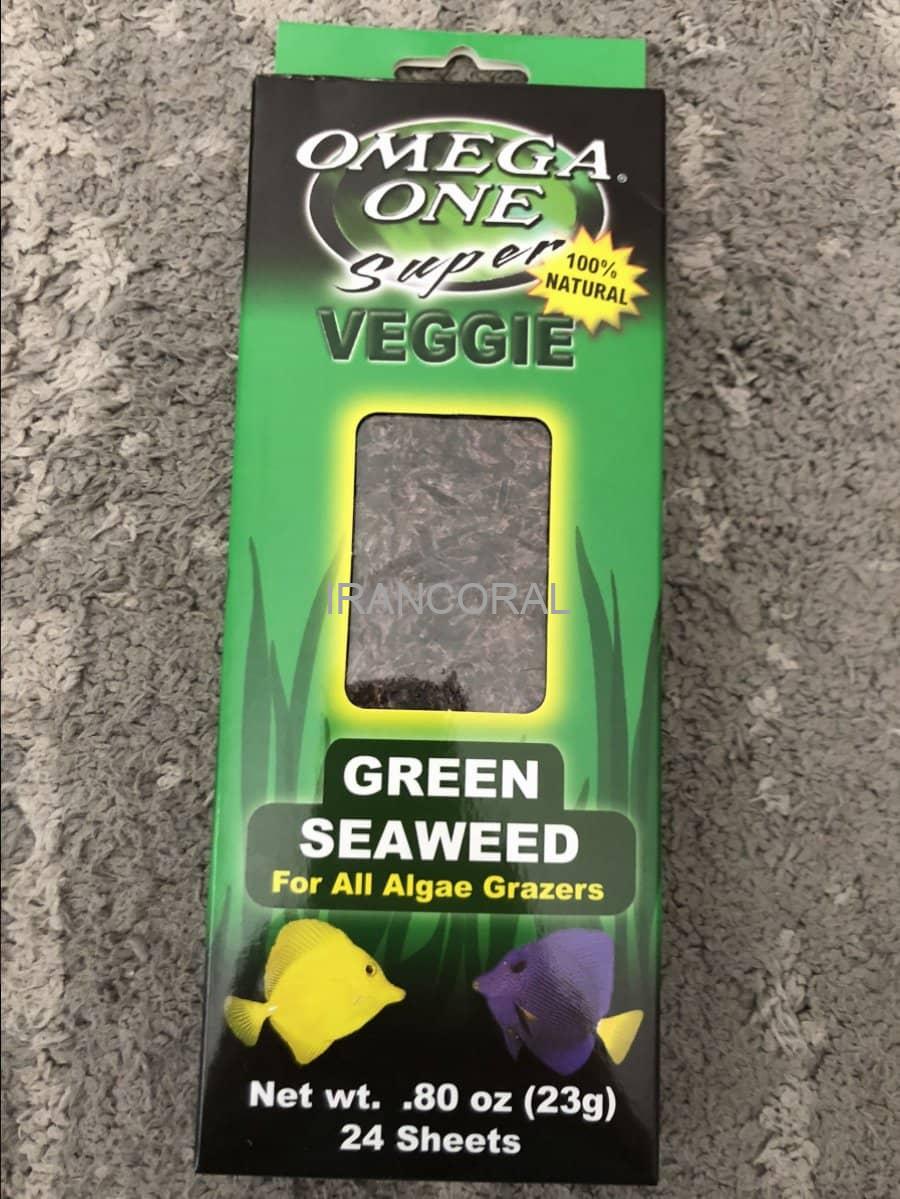 OMEGA
ONE®
Super
100%
NATURAL
VEGGIE
IRANCORAL
GREEN
SEAWEED
For All Algae Grazers
Net wt. .80 oz (23g)
24 Sheets